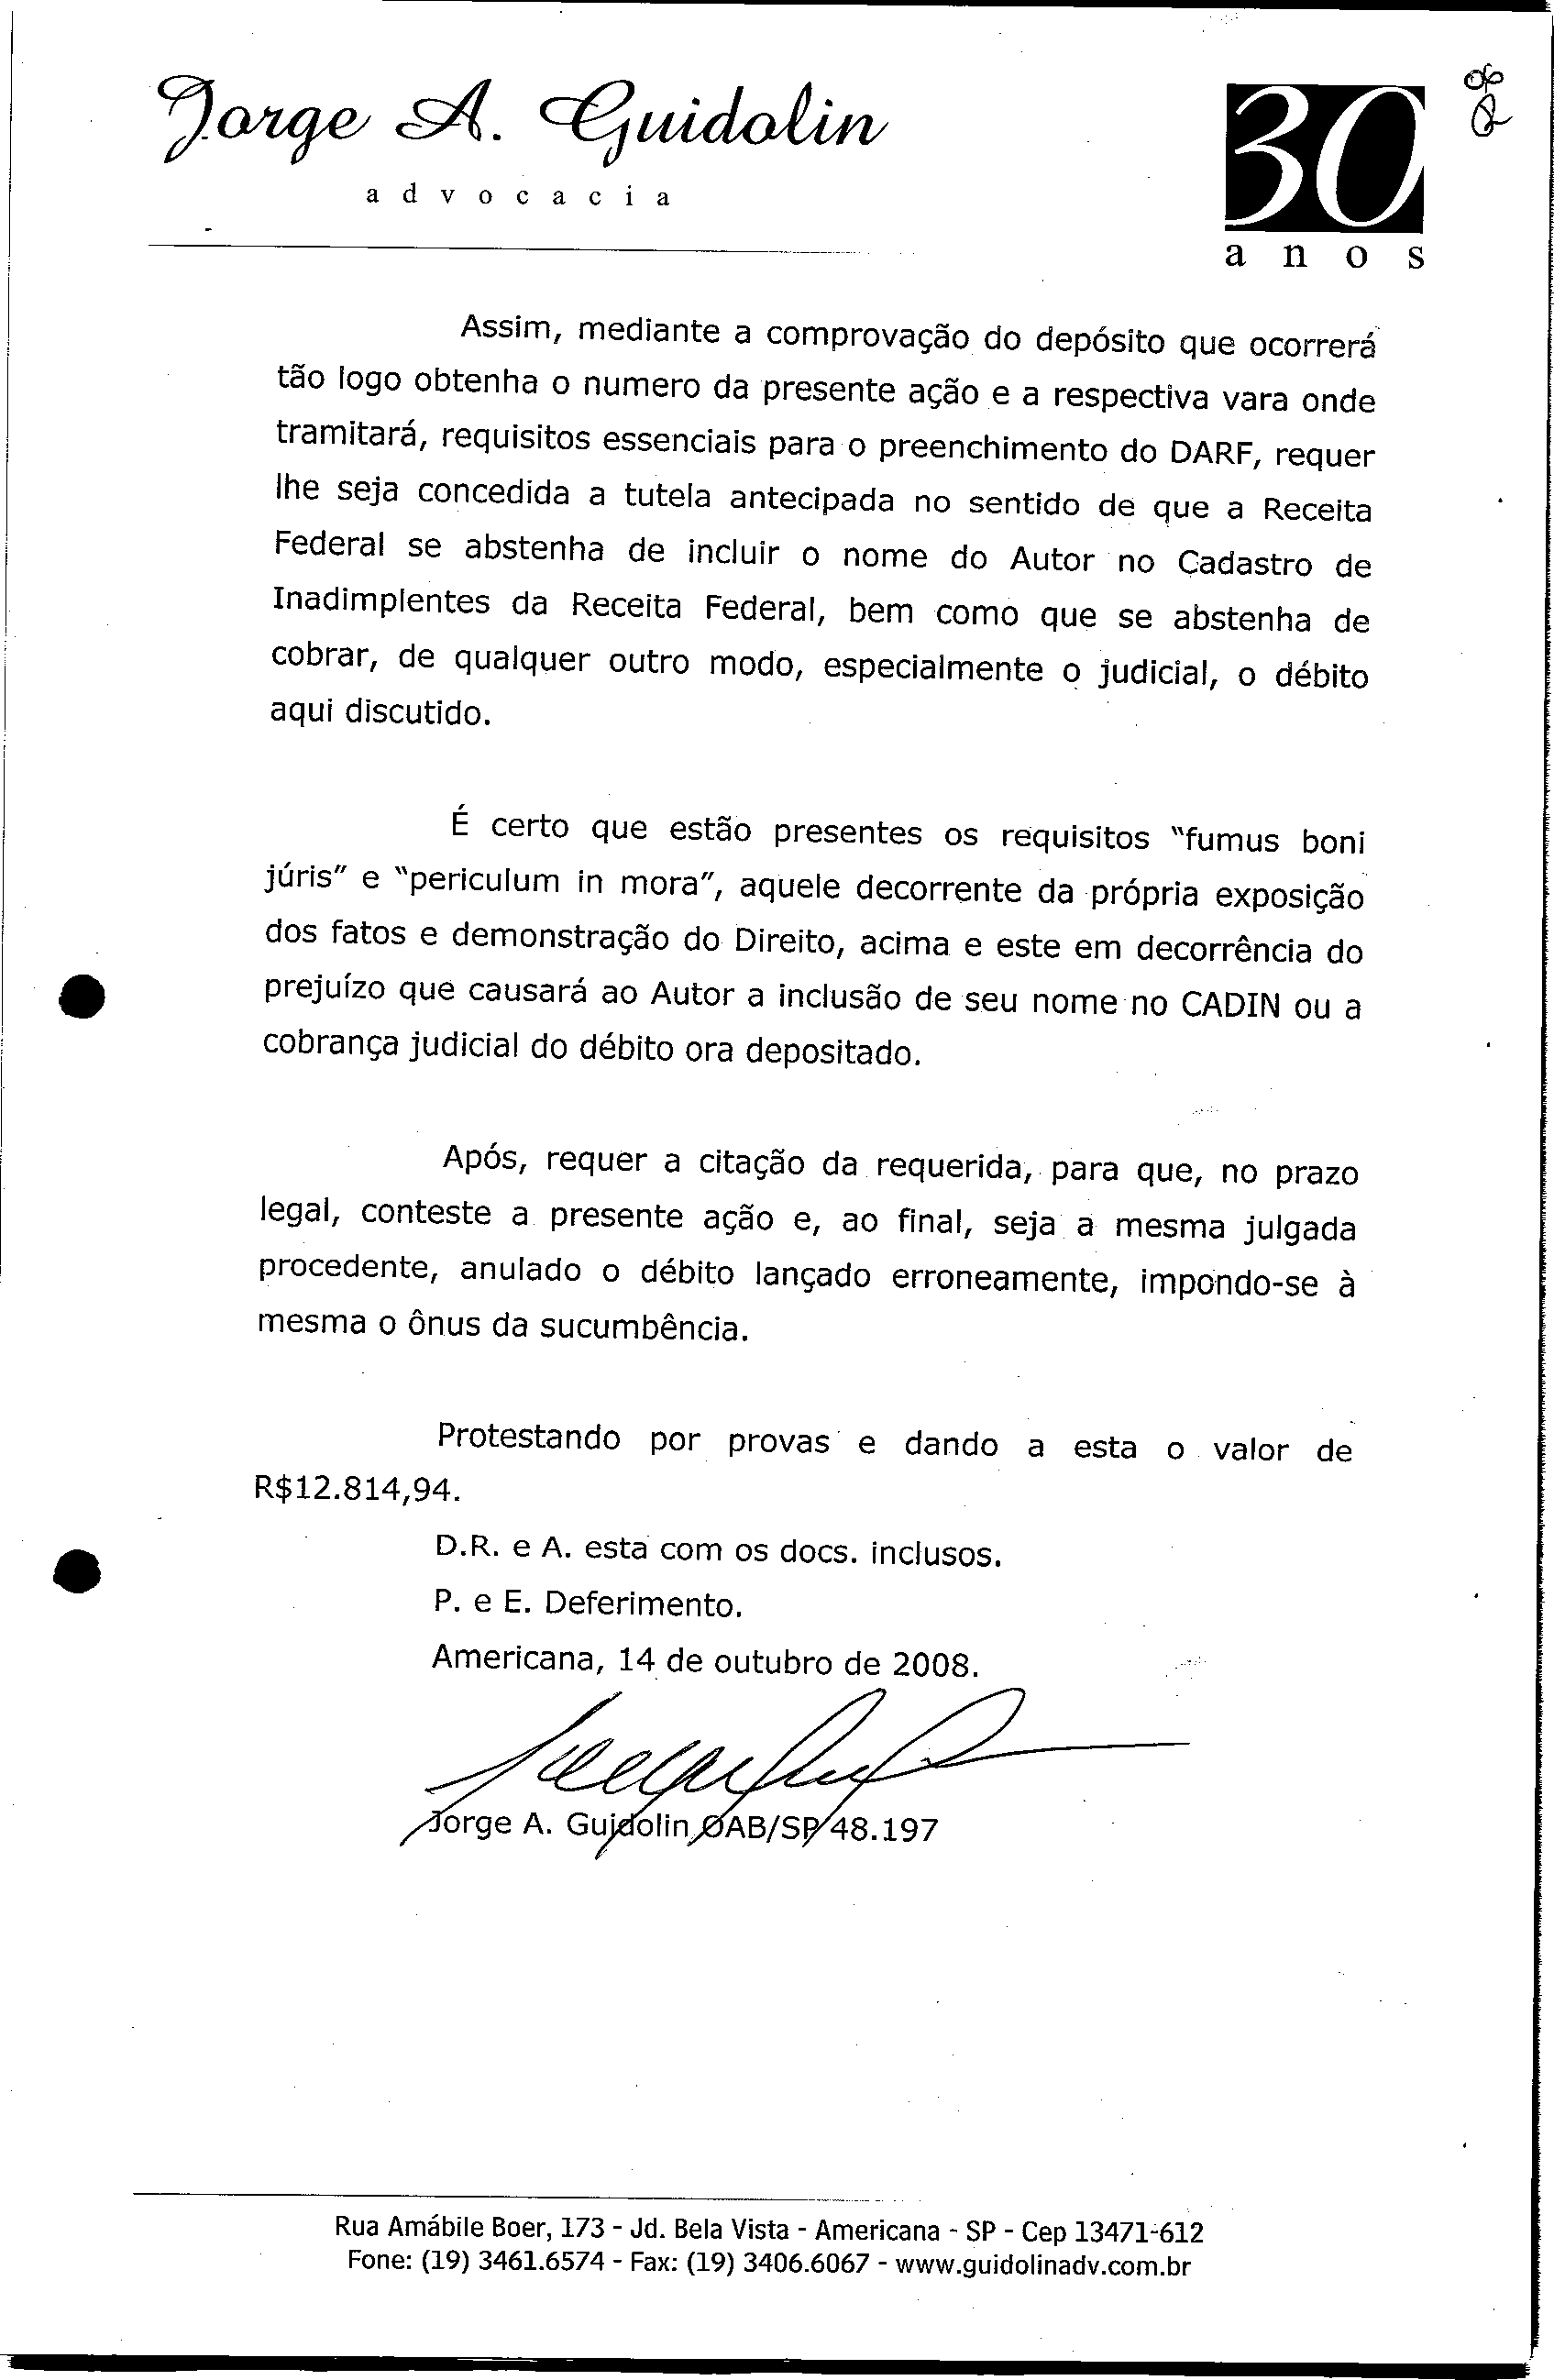 Jorge A. Guidolin
advocacia
30
anos
06
Assim, mediante a comprovação do depósito que ocorrerá
tão logo obtenha o numero da presente ação e a respectiva vara onde
tramitará, requisitos essenciais para o preenchimento do DARF, requer
lhe seja concedida a tutela antecipada no sentido de que a Receita
Federal se abstenha de incluir o nome do Autor no Cadastro de
Inadimplentes da Receita Federal, bem como que se abstenha de
cobrar, de qualquer outro modo, especialmente o judicial, o débito
aqui discutido.
É certo que estão presentes os requisitos "fumus boni
júris" e "periculum in mora", aquele decorrente da própria exposição
dos fatos e demonstração do Direito, acima e este em decorrência do
prejuízo que causará ao Autor a inclusão de seu nome no CADIN ou a
cobrança judicial do débito ora depositado.
Após, requer a citação da requerida, para que, no prazo
legal, conteste a presente ação e, ao final, seja a mesma julgada
procedente, anulado o débito lançado erroneamente, impondo-se à
mesma o ônus da sucumbência.
Protestando por provas e dando a esta o valor de
R$12.814,94.
D.R. e A. esta com os docs. inclusos.
P. e E. Deferimento.
Americana, 14 de outubro de 2008.
Jorge A. Guidolin OAB/SP 48.197
Rua Amábile Boer, 173 - Jd. Bela Vista - Americana - SP - Cep 13471-612
Fone: (19) 3461.6574 - Fax: (19) 3406.6067 - www.guidolinadv.com.br